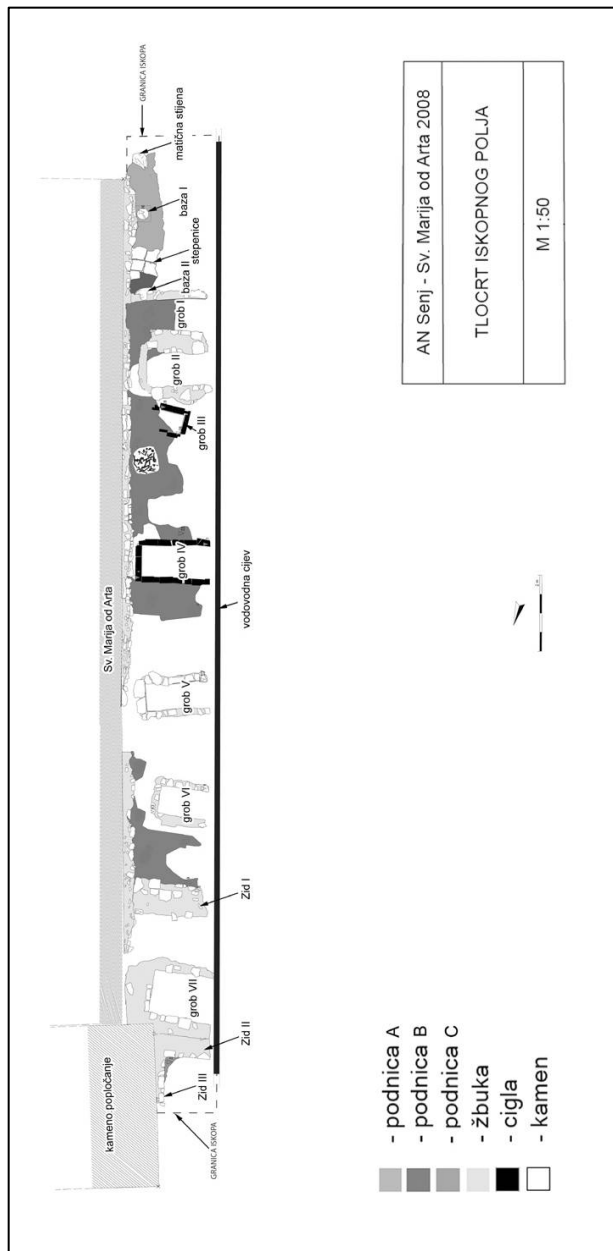 AN Senj - Sv. Marija od Arta 2008
TLOCRT ISKOPNOG POLJA
M 1:50
GRANICA ISKOPA
matična stijena
baza I
stepenice
baza II
grob I
grob II
grob III
grob IV
vodovodna cijev
Sv. Marija od Arta
grob V
grob VI
Zid I
grob VII
Zid II
Zid III
kameno popločanje
GRANICA ISKOPA
- podnica A
- podnica B
- podnica C
- žbuka
- cigla
- kamen